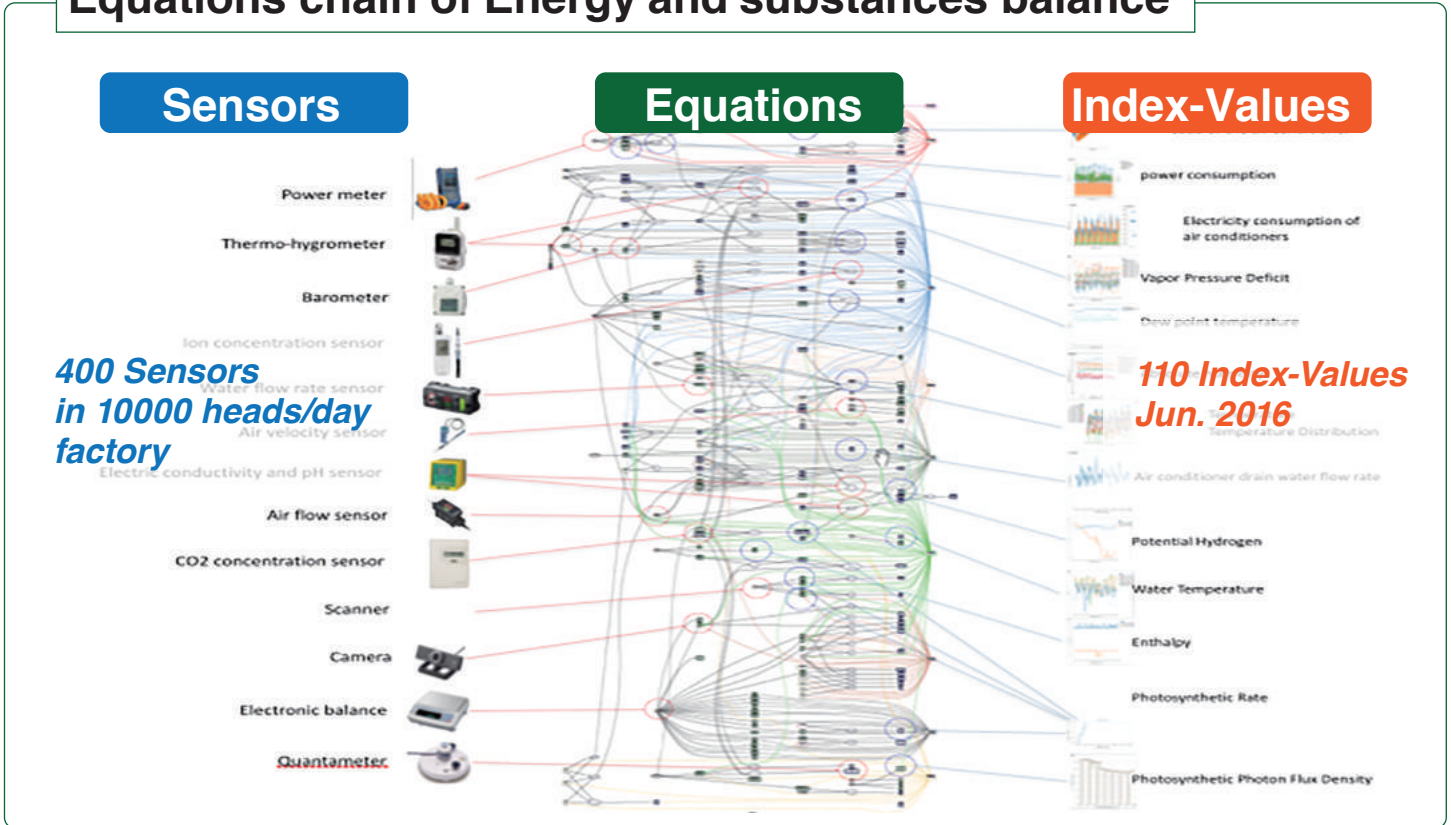 Equations chain of Energy and substances balance
Sensors
Equations
Index-Values
Power meter
Thermo-hygrometer
Barometer
Ion concentration sensor
Water flow rate sensor
Air velocity sensor
Electric conductivity and pH sensor
Air flow sensor
CO2 concentration sensor
Scanner
Camera
Electronic balance
Quantameter
400 Sensors
in 10000 heads/day
factory
power consumption
Electricity consumption of
air conditioners
Vapor Pressure Deficit
Dew point temperature
110 Index-Values
Jun. 2016
Temperature Distribution
Air conditioner drain water flow rate
Potential Hydrogen
Water Temperature
Enthalpy
Photosynthetic Rate
Photosynthetic Photon Flux Density